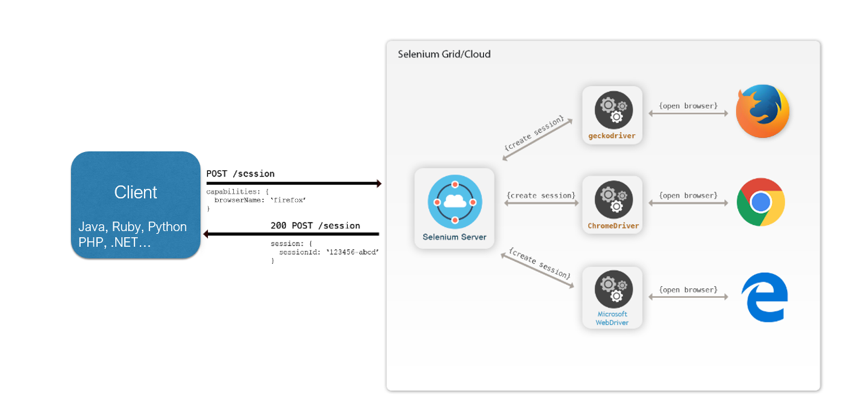 Selenium Grid/Cloud
Client
Java, Ruby, Python
PHP, .NET...
POST /session
capabilities: {
browserName: 'firefox'
}
200 POST /session
session: {
sessionId: '123456-abcd'
}
Selenium Server
{create session}
geckodriver
{open browser}
{create session}
ChromeDriver
{open browser}
{create session}
Microsoft
WebDriver
{open browser}